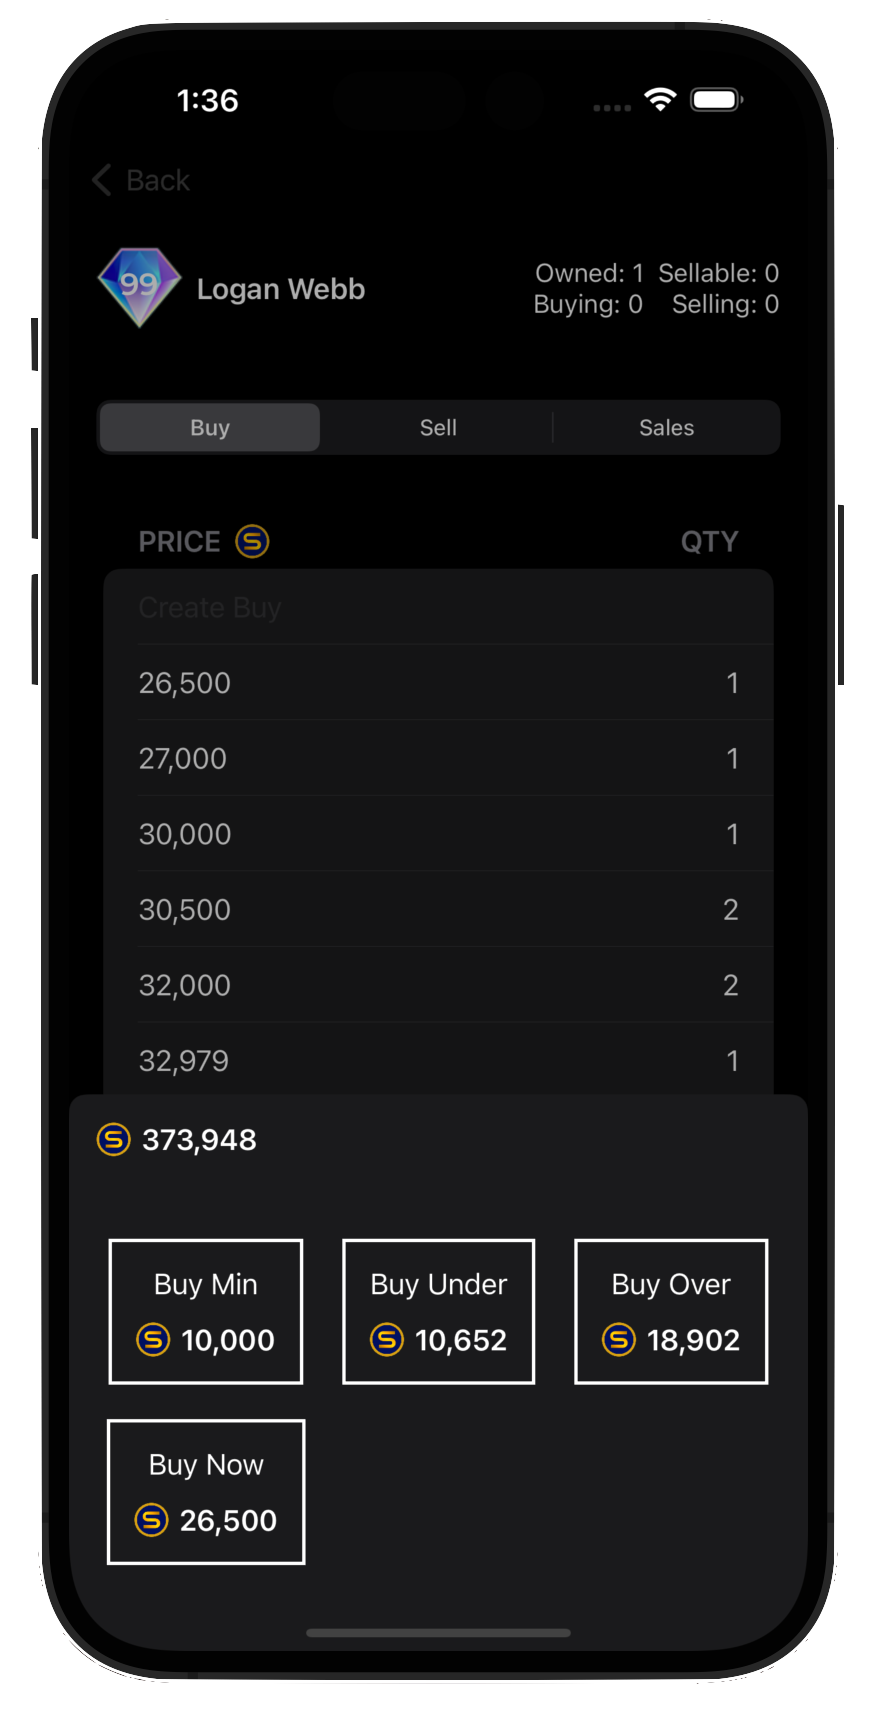 1:36
Back
99
Logan Webb
Owned: 1 Sellable: 0
Buying: 0 Selling: 0
Buy Sell Sales
PRICE S QTY
Create Buy
26,500 1
27,000 1
30,000 1
30,500 2
32,000 2
32,979 1
S 373,948
Buy Min Buy Under Buy Over
S 10,000 S 10,652 S 18,902
Buy Now
S 26,500